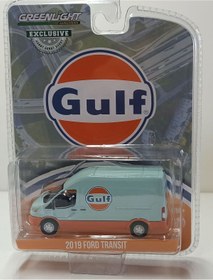 GREENLIGHT
EXCLUSIVE
Gulf
Gulf
2019 FORD TRANSIT